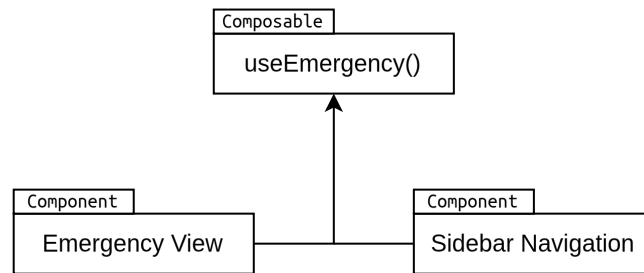 Composable
useEmergency()
Component
Emergency View
Component
Sidebar Navigation